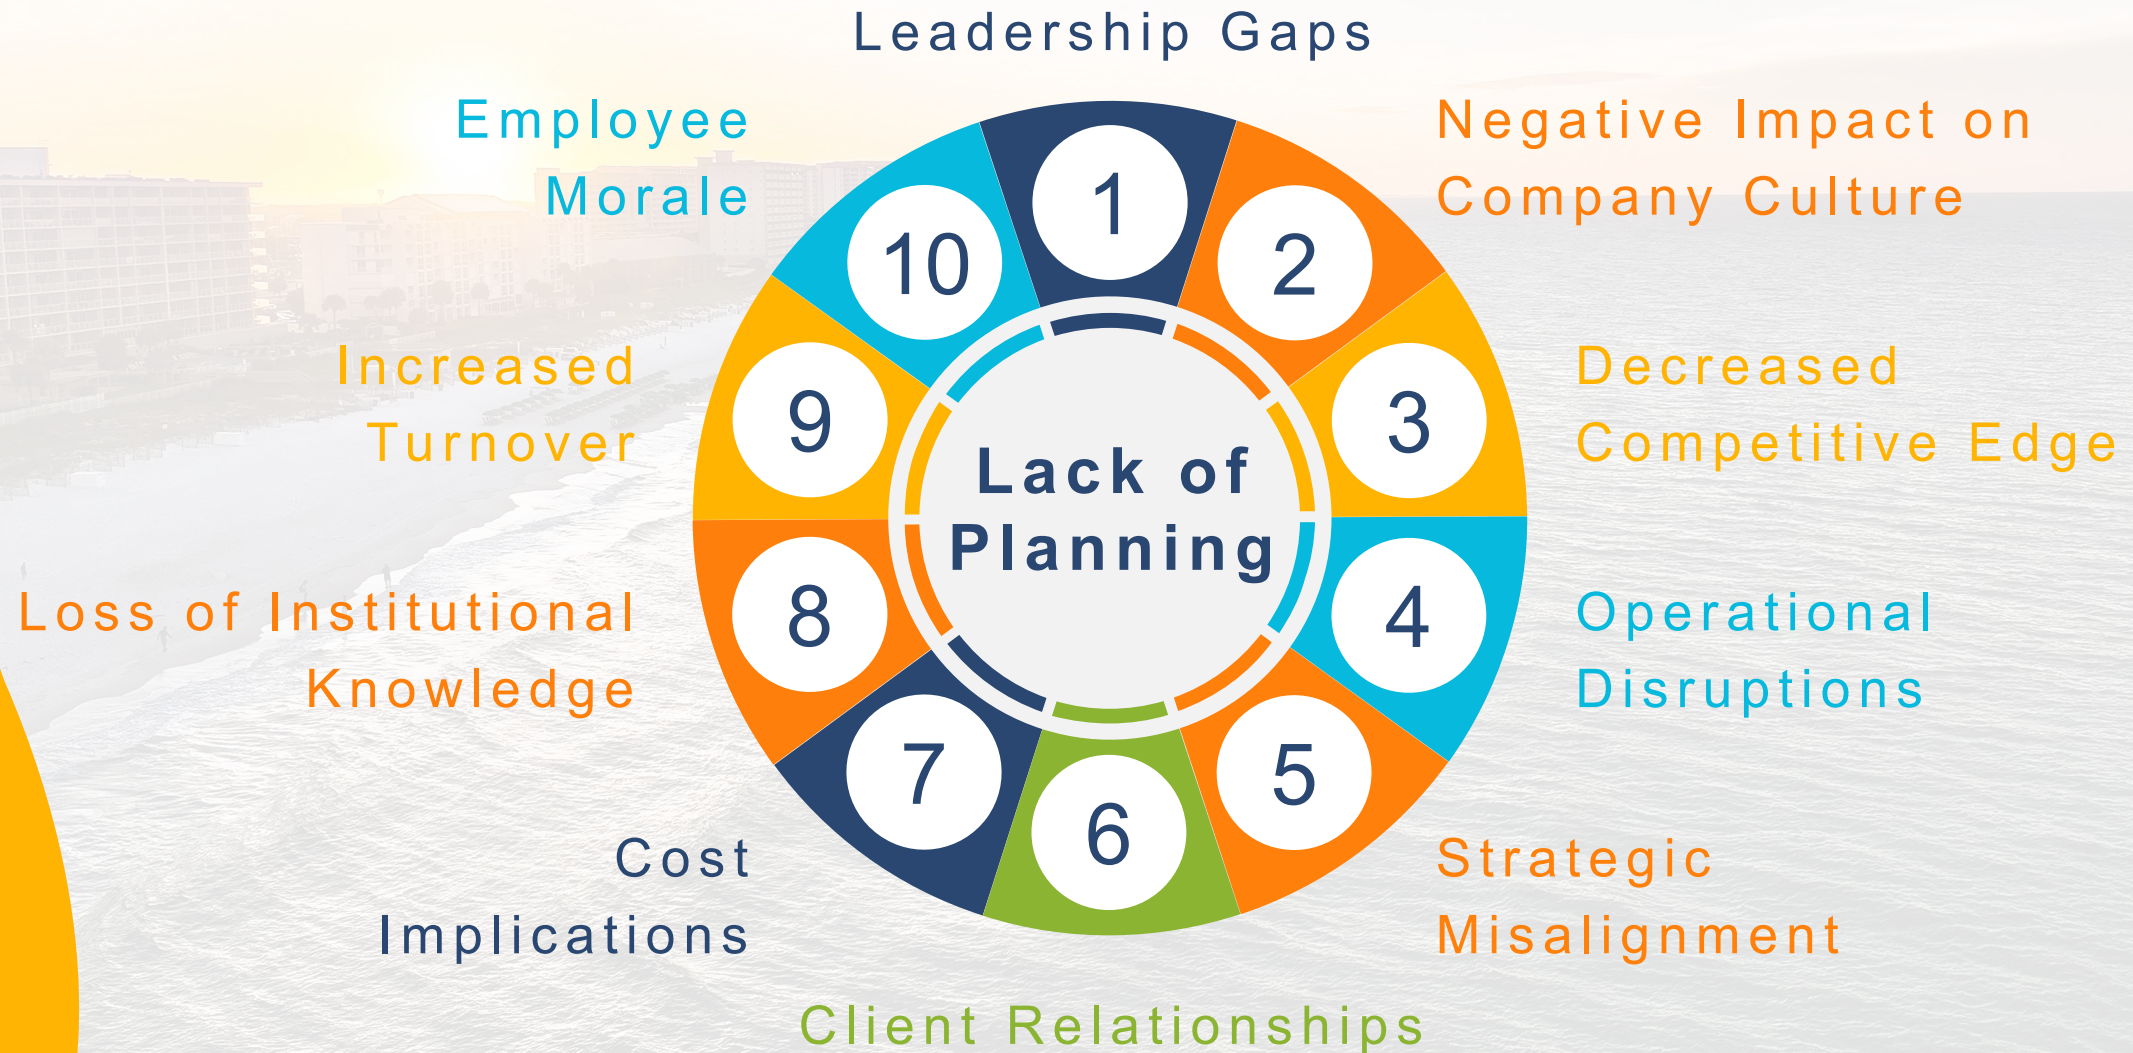 Leadership Gaps
1
Negative Impact on
Company Culture
2
Decreased
Competitive Edge
3
Operational
Disruptions
4
Strategic
Misalignment
5
Client Relationships
6
Cost
Implications
7
Loss of Institutional
Knowledge
8
Increased
Turnover
9
Employee
Morale
10
Lack of
Planning